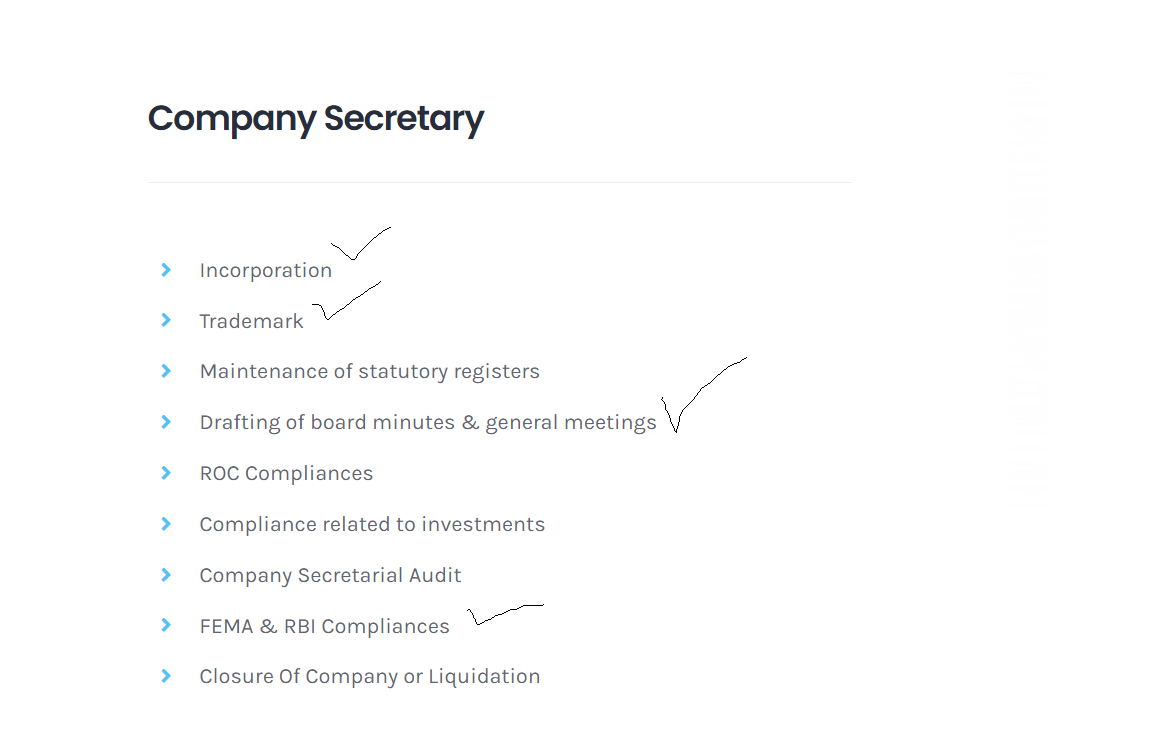 Company Secretary
Incorporation
Trademark
Maintenance of statutory registers
Drafting of board minutes & general meetings
ROC Compliances
Compliance related to investments
Company Secretarial Audit
FEMA & RBI Compliances
Closure Of Company or Liquidation